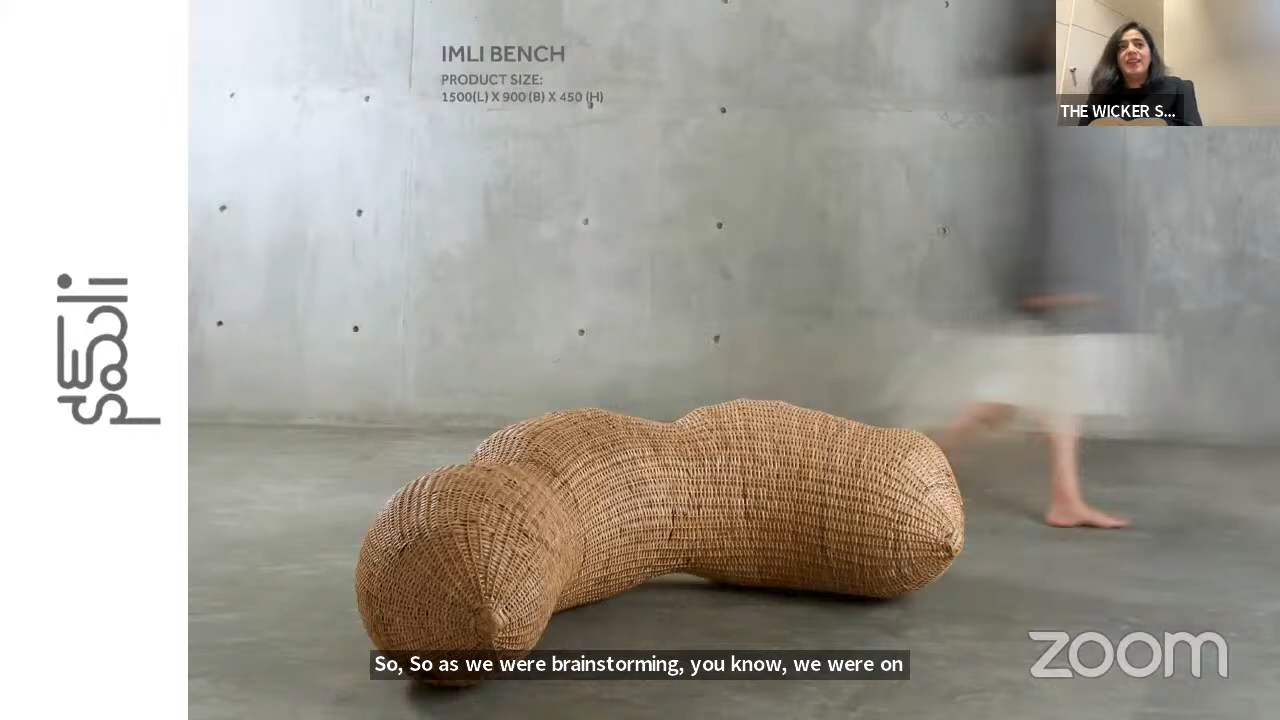 IMLI BENCH
PRODUCT SIZE:
1500(L) X 900 (B) X 450 (H)
THE WICKER S...
So, So as we were brainstorming, you know, we were on
zoom